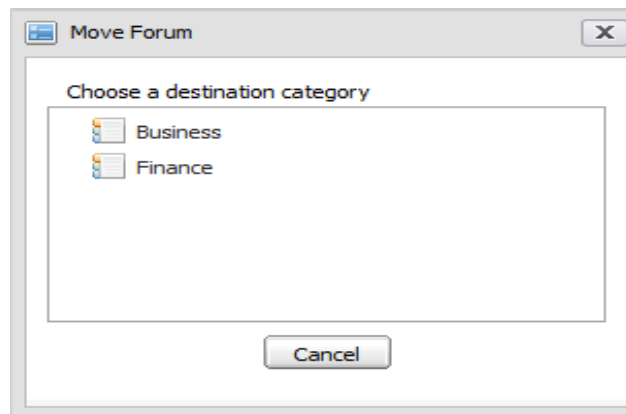 Move Forum
Choose a destination category
Business
Finance
Cancel